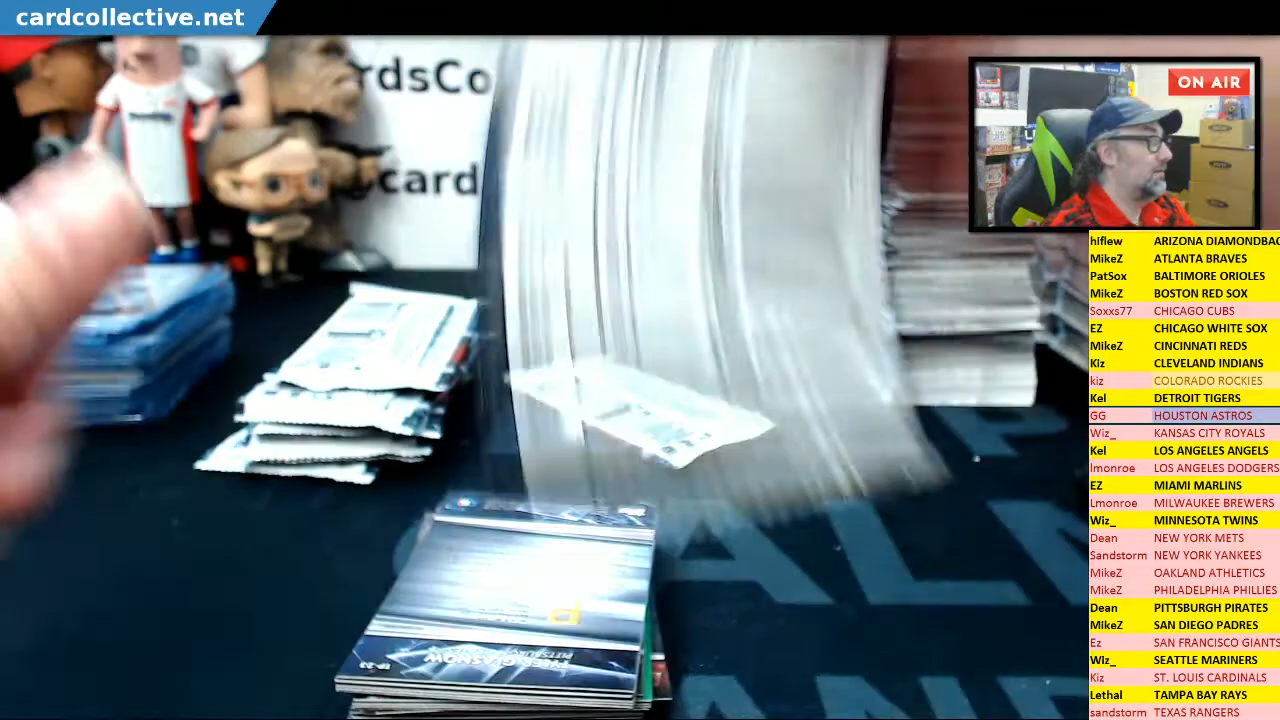 cardcollective.net
rdsCo
card
ON AIR
hiflew ARIZONA DIAMONDBAC
MikeZ ATLANTA BRAVES
PatSox BALTIMORE ORIOLES
MikeZ BOSTON RED SOX
Soxxs77 CHICAGO CUBS
EZ CHICAGO WHITE SOX
MikeZ CINCINNATI REDS
Kiz CLEVELAND INDIANS
kiz COLORADO ROCKIES
Kel DETROIT TIGERS
GG HOUSTON ASTROS
Wiz_ KANSAS CITY ROYALS
Kel LOS ANGELES ANGELS
lmonroe LOS ANGELES DODGERS
EZ MIAMI MARLINS
Lmonroe MILWAUKEE BREWERS
Wiz_ MINNESOTA TWINS
Dean NEW YORK METS
Sandstorm NEW YORK YANKEES
MikeZ OAKLAND ATHLETICS
MikeZ PHILADELPHIA PHILLIES
Dean PITTSBURGH PIRATES
MikeZ SAN DIEGO PADRES
Ez SAN FRANCISCO GIANTS
Wiz_ SEATTLE MARINERS
Kiz ST. LOUIS CARDINALS
Lethal TAMPA BAY RAYS
sandstorm TEXAS RANGERS
TYLER GLASNOW